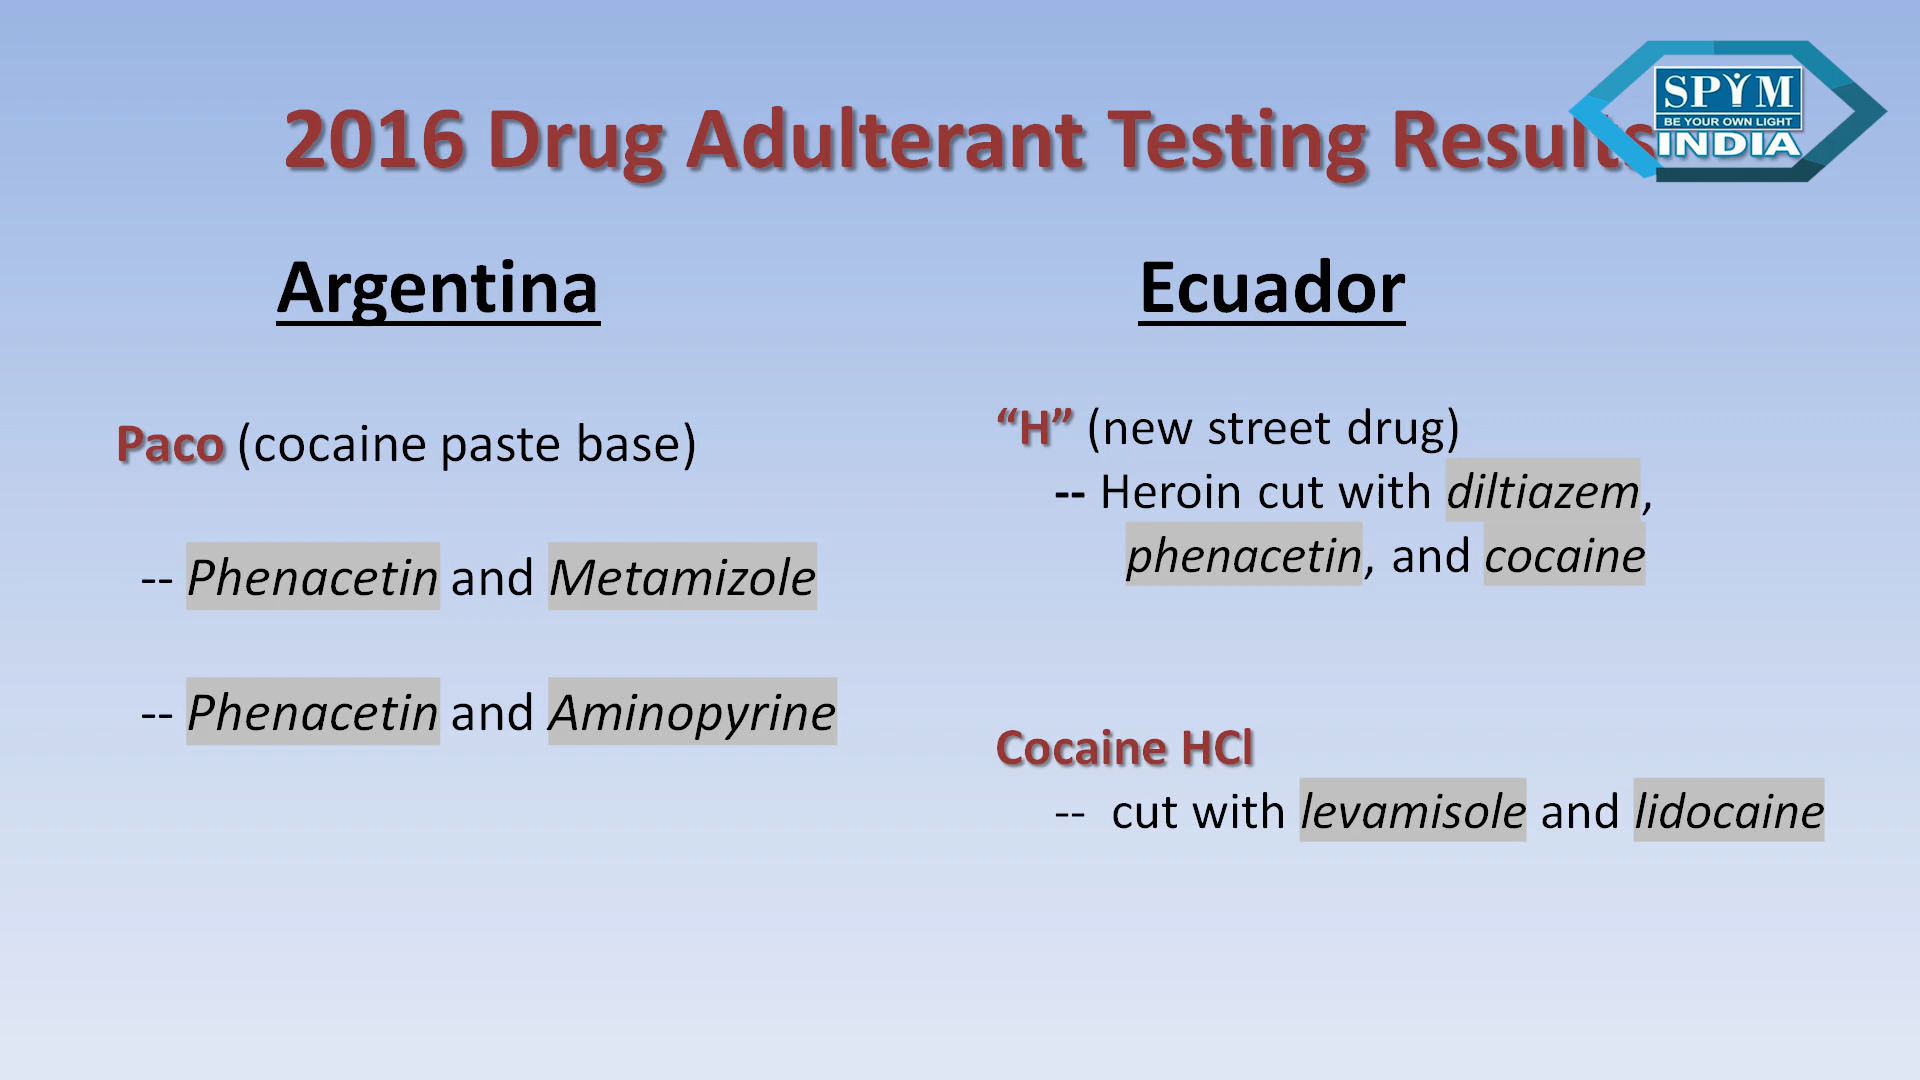 2016 Drug Adulterant Testing Results
SPYM
BE YOUR OWN LIGHT
INDIA
Argentina
Paco (cocaine paste base)
-- Phenacetin and Metamizole
-- Phenacetin and Aminopyrine
Ecuador
“H” (new street drug)
-- Heroin cut with diltiazem,
phenacetin, and cocaine
Cocaine HCl
-- cut with levamisole and lidocaine